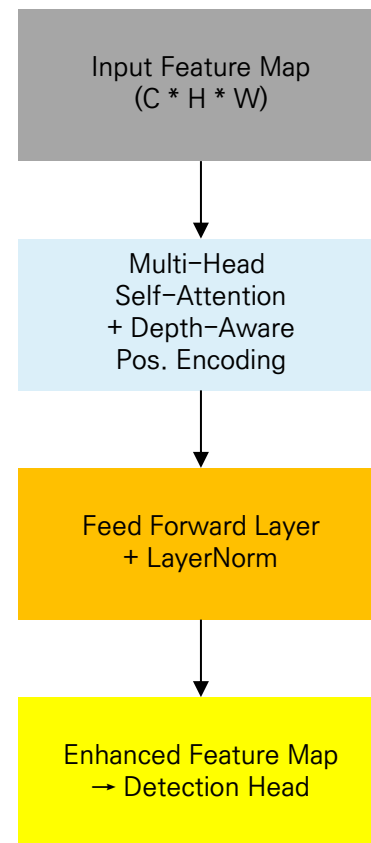 Input Feature Map
(C * H * W)
Multi-Head
Self-Attention
+ Depth-Aware
Pos. Encoding
Feed Forward Layer
+ LayerNorm
Enhanced Feature Map
→ Detection Head